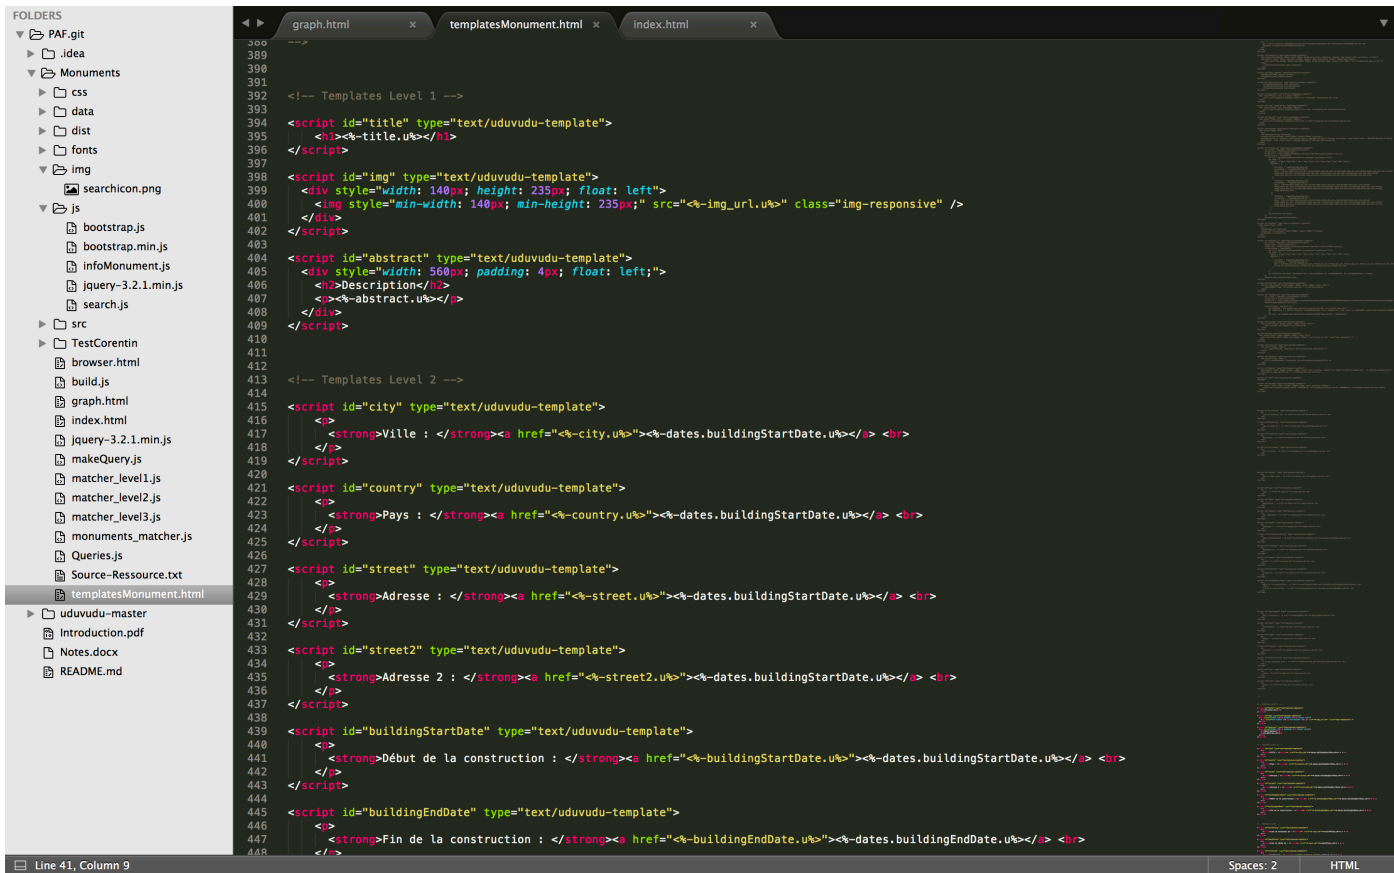 FOLDERS
PAF.git
.idea
Monuments
css
data
dist
fonts
img
searchicon.png
js
bootstrap.js
bootstrap.min.js
infoMonument.js
jquery-3.2.1.min.js
search.js
src
TestCorentin
browser.html
build.js
graph.html
index.html
jquery-3.2.1.min.js
makeQuery.js
matcher_level1.js
matcher_level2.js
matcher_level3.js
monuments_matcher.js
Queries.js
Source-Ressource.txt
templatesMonument.html
uduvudu-master
Introduction.pdf
Notes.docx
README.md
graph.html × templatesMonument.html × index.html ×
388 -->
389
390
391
392 <!-- Templates Level 1 -->
393
394 <script id="title" type="text/uduvudu-template">
395 <h1><%-title.u%></h1>
396 </script>
397
398 <script id="img" type="text/uduvudu-template">
399 <div style="width: 140px; height: 235px; float: left">
400 <img style="min-width: 140px; min-height: 235px;" src="<%-img_url.u%>" class="img-responsive" />
401 </div>
402 </script>
403
404 <script id="abstract" type="text/uduvudu-template">
405 <div style="width: 560px; padding: 4px; float: left;">
406 <h2>Description</h2>
407 <p><%-abstract.u%></p>
408 </div>
409 </script>
410
411
412
413 <!-- Templates Level 2 -->
414
415 <script id="city" type="text/uduvudu-template">
416 <p>
417 <strong>Ville : </strong><a href="<%-city.u%>"><%-dates.buildingStartDate.u%></a> <br>
418 </p>
419 </script>
420
421 <script id="country" type="text/uduvudu-template">
422 <p>
423 <strong>Pays : </strong><a href="<%-country.u%>"><%-dates.buildingStartDate.u%></a> <br>
424 </p>
425 </script>
426
427 <script id="street" type="text/uduvudu-template">
428 <p>
429 <strong>Adresse : </strong><a href="<%-street.u%>"><%-dates.buildingStartDate.u%></a> <br>
430 </p>
431 </script>
432
433 <script id="street2" type="text/uduvudu-template">
434 <p>
435 <strong>Adresse 2 : </strong><a href="<%-street2.u%>"><%-dates.buildingStartDate.u%></a> <br>
436 </p>
437 </script>
438
439 <script id="buildingStartDate" type="text/uduvudu-template">
440 <p>
441 <strong>Début de la construction : </strong><a href="<%-buildingStartDate.u%>"><%-dates.buildingStartDate.u%></a> <br>
442 </p>
443 </script>
444
445 <script id="buildingEndDate" type="text/uduvudu-template">
446 <p>
447 <strong>Fin de la construction : </strong><a href="<%-buildingEndDate.u%>"><%-dates.buildingEndDate.u%></a> <br>
448 </p>
Line 41, Column 9
Spaces: 2
HTML